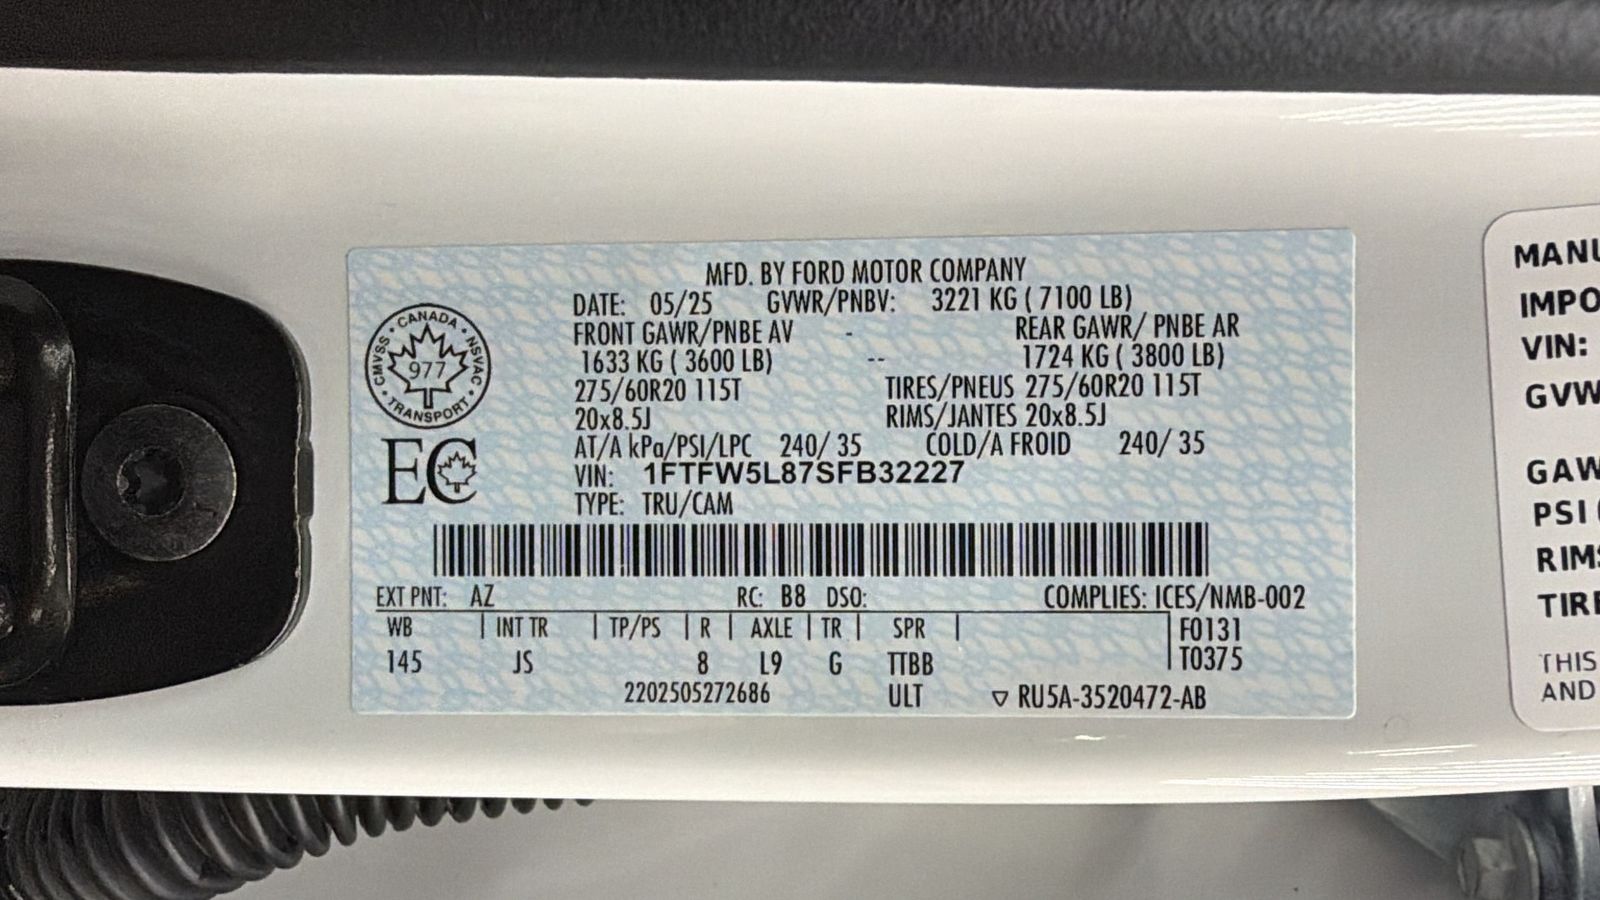 MFD. BY FORD MOTOR COMPANY
DATE: 05/25 GVWR/PNBV: 3221 KG ( 7100 LB)
FRONT GAWR/PNBE AV - REAR GAWR/ PNBE AR
1633 KG ( 3600 LB) -- 1724 KG ( 3800 LB)
275/60R20 115T TIRES/PNEUS 275/60R20 115T
20x8.5J RIMS/JANTES 20x8.5J
AT/A kPa/PSI/LPC 240/ 35 COLD/A FROID 240/ 35
VIN: 1FTFW5L87SFB32227
TYPE: TRU/CAM
CANADA
CMVSS
NSVAC
977
TRANSPORT
EC
EXT PNT: AZ RC: B8 DSO: COMPLIES: ICES/NMB-002
WB | INT TR | TP/PS | R | AXLE | TR | SPR | F0131
145 JS 8 L9 G TTBB T0375
2202505272686 ULT ▽ RU5A-3520472-AB
MANU
IMPO
VIN:
GVW
GAW
PSI (
RIMS
TIRE
THIS
AND